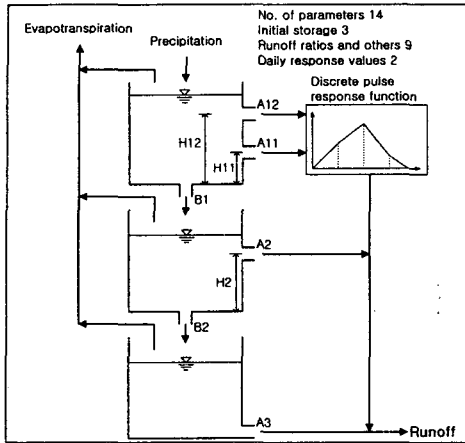 No. of parameters 14
Initial storage 3
Runoff ratios and others 9
Daily response values 2
Evapotranspiration
Precipitation
Discrete pulse
response function
A12
H12
A11
H11
B1
A2
H2
B2
A3
Runoff